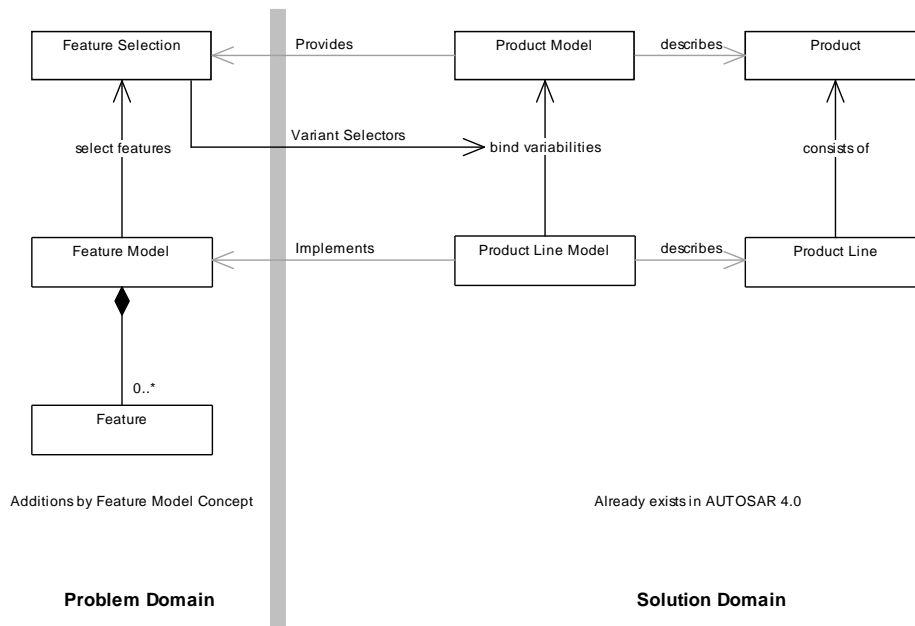 Feature Selection
Provides
Product Model
describes
Product
Variant Selectors
select features
bind variabilities
consists of
Feature Model
Implements
Product Line Model
describes
Product Line
0..*
Feature
Additions by Feature Model Concept
Already exists in AUTOSAR 4.0
Problem Domain
Solution Domain